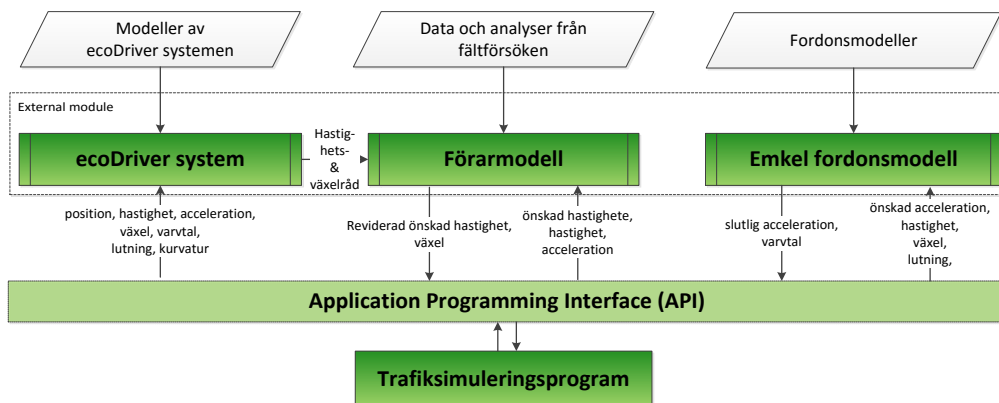 Modeller av
ecoDriver systemen
Data och analyser från
fältförsöken
Fordonsmodeller
External module
ecoDriver system
Hastig-
hets-
&
växelråd
Förarmodell
Emkel fordonsmodell
position, hastighet, acceleration,
växel, varvtal,
lutning, kurvatur
Reviderad önskad hastighet,
växel
önskad hastighete,
hastighet,
acceleration
slutlig acceleration,
varvtal
önskad acceleration,
hastighet,
växel,
lutning,
Application Programming Interface (API)
Trafiksimuleringsprogram